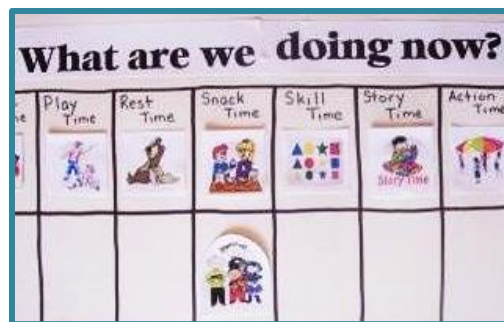 What are we doing now?
Play Time
Rest Time
Snack Time
Skill Time
Story Time
Action Time
Story Time